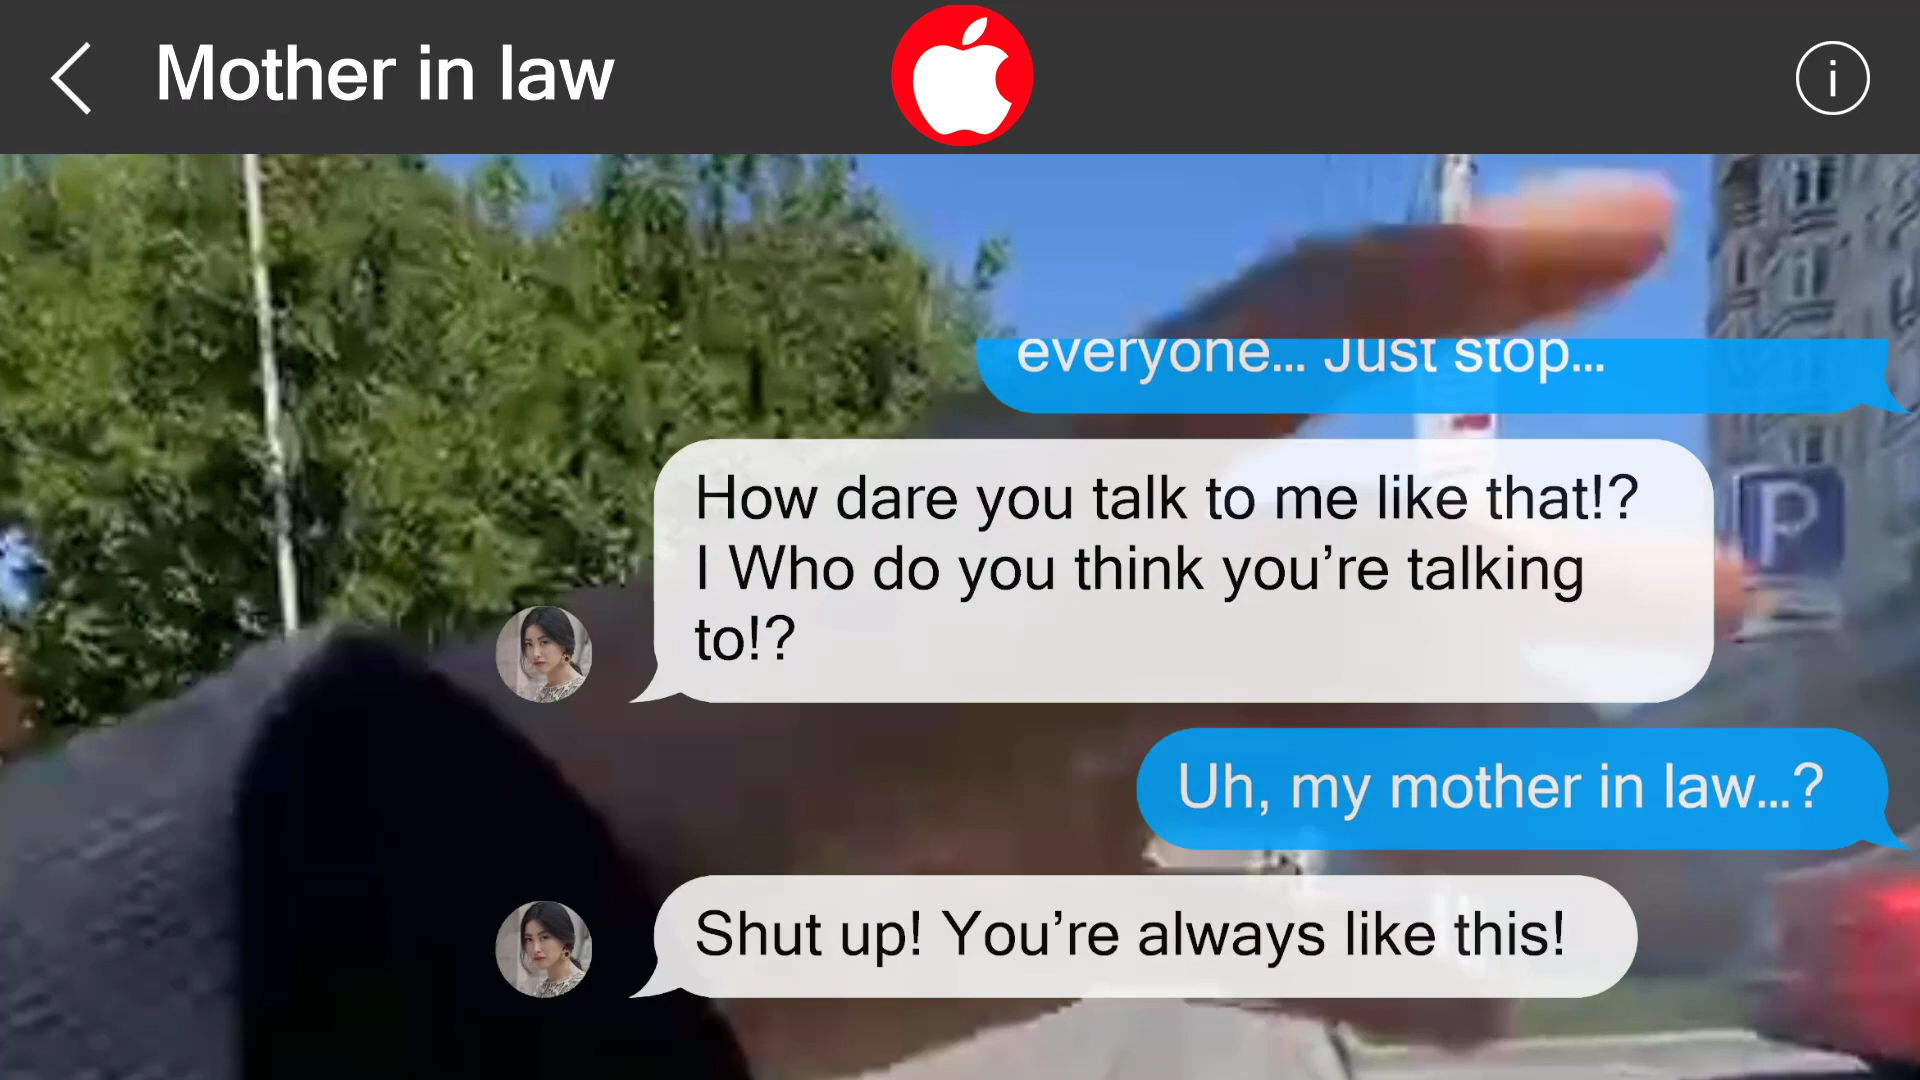 Mother in law
everyone... Just stop...
How dare you talk to me like that!?
I Who do you think you’re talking
to!?
Uh, my mother in law...?
Shut up! You’re always like this!
P